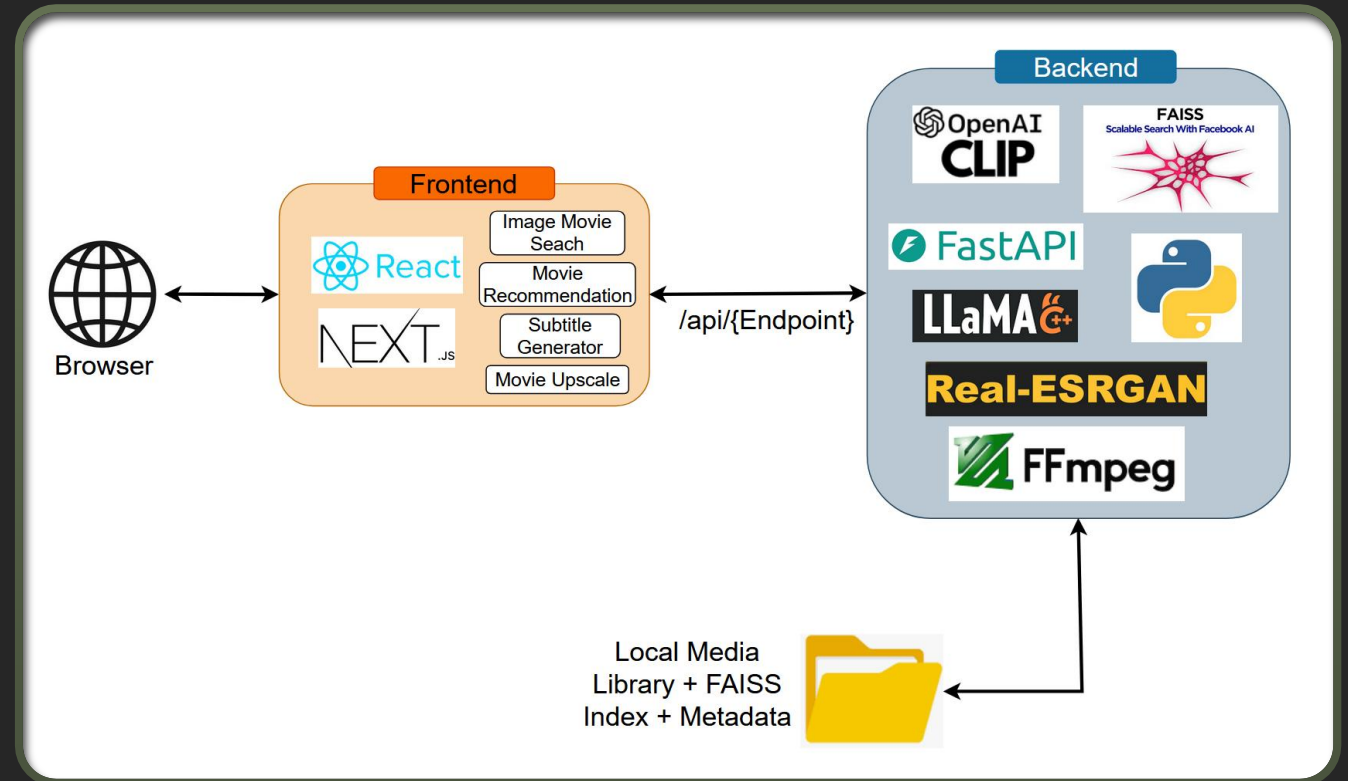 Backend
OpenAI
CLIP
FAISS
Scalable Search With Facebook AI
Frontend
Image Movie
Seach
React
Movie
Recommendation
FastAPI
/api/{Endpoint}
NEXT.JS
Subtitle
Generator
LLaMA C++
Browser
Movie Upscale
Real-ESRGAN
FFmpeg
Local Media
Library + FAISS
Index + Metadata